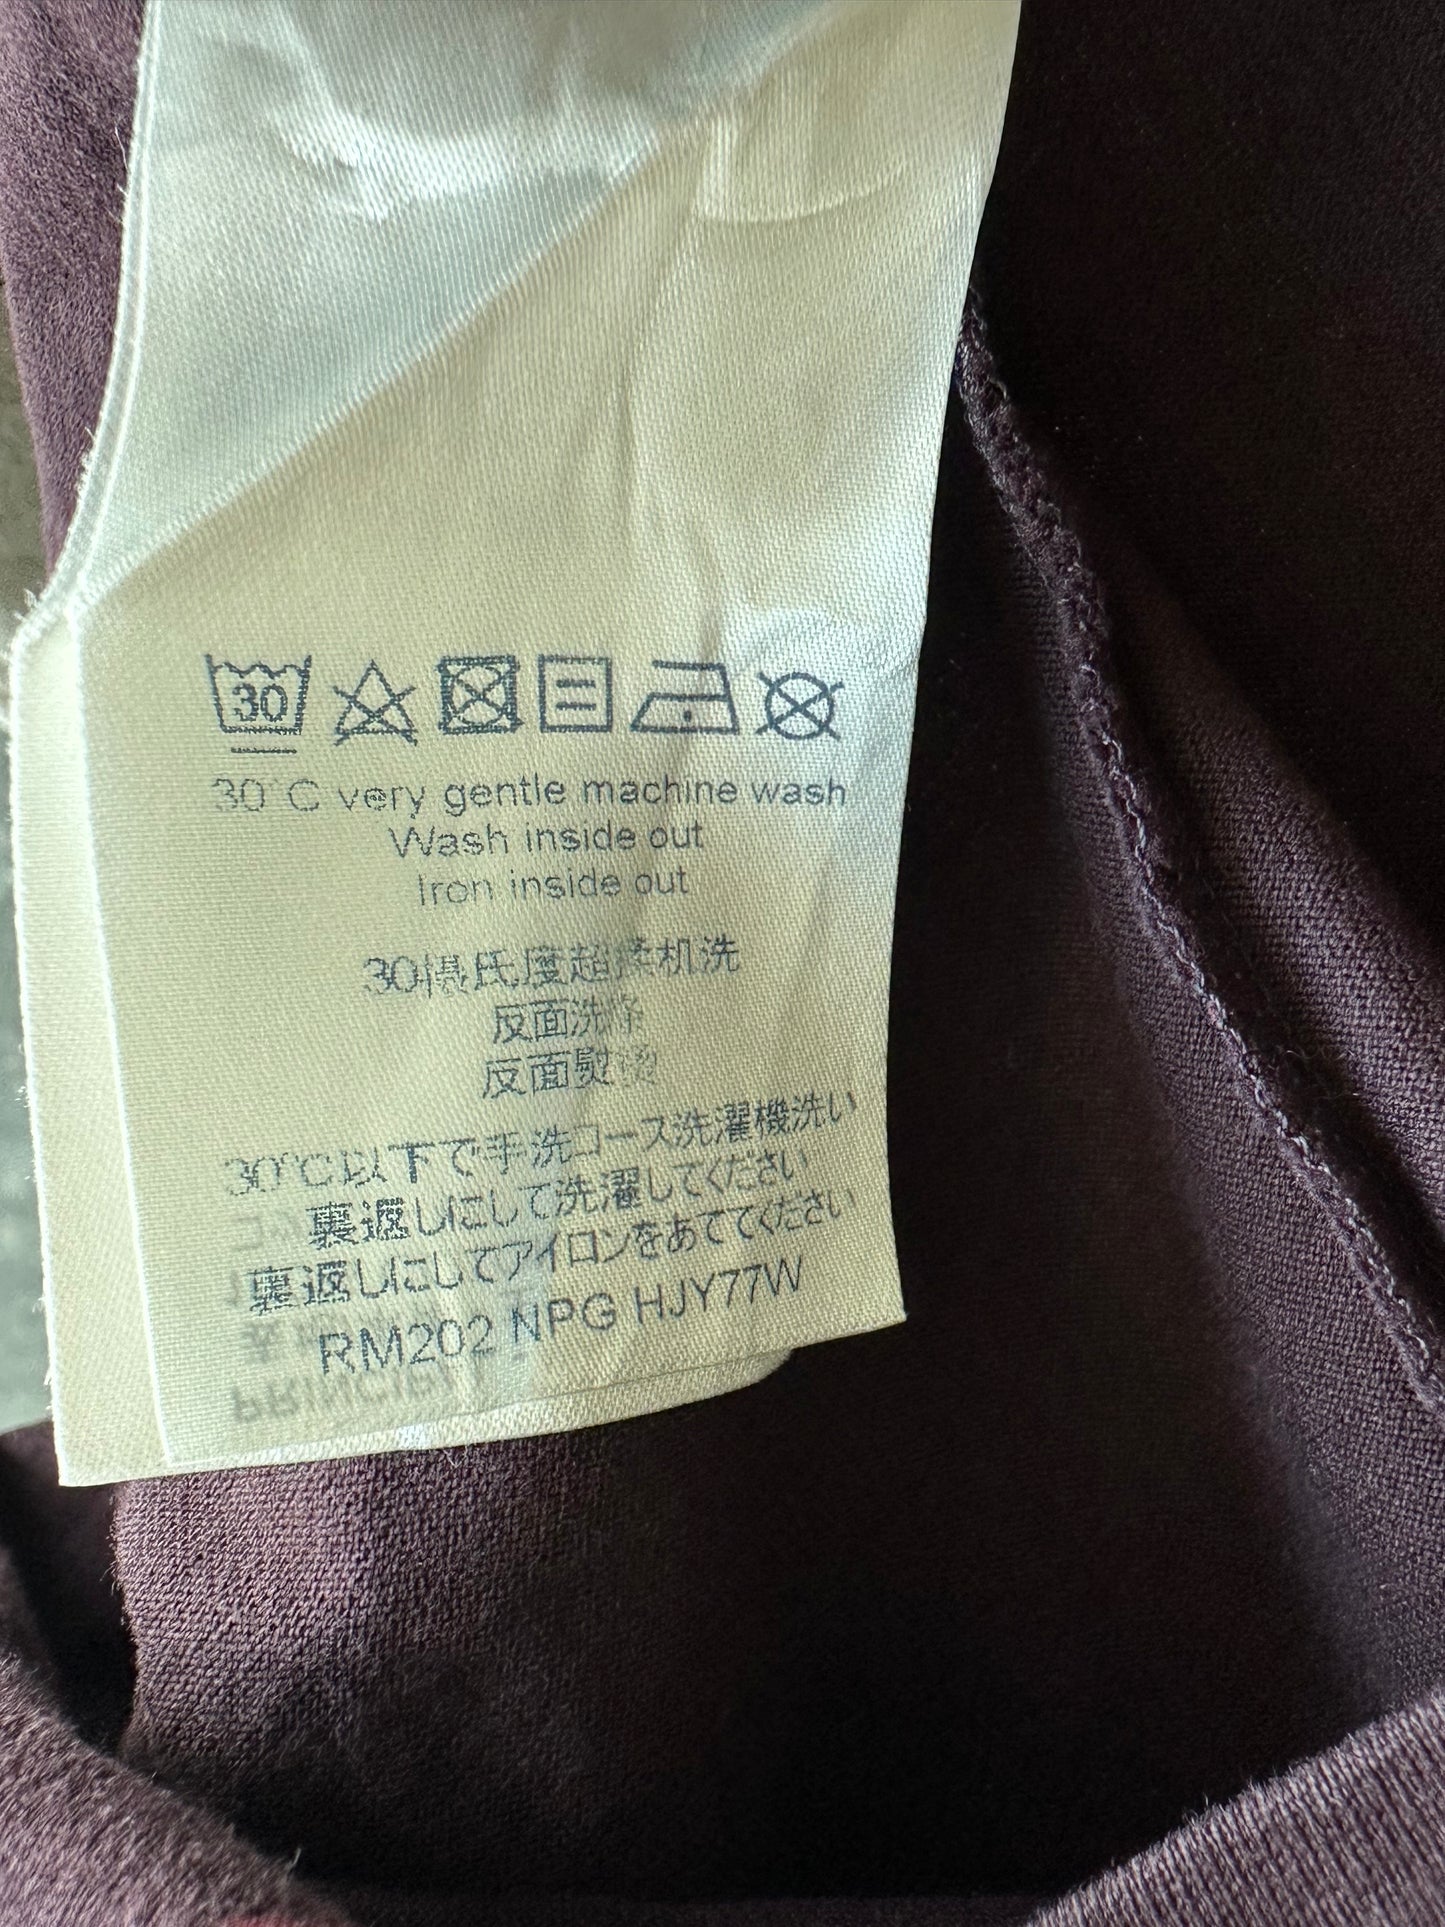 30
30°C very gentle machine wash
Wash inside out
Iron inside out
30摄氏度超柔机洗
反面洗涤
反面熨烫
30℃以下で手洗コース洗濯機洗い
裏返しにして洗濯してください
裏返しにしてアイロンをあててください
RM202 NPG HJY77W